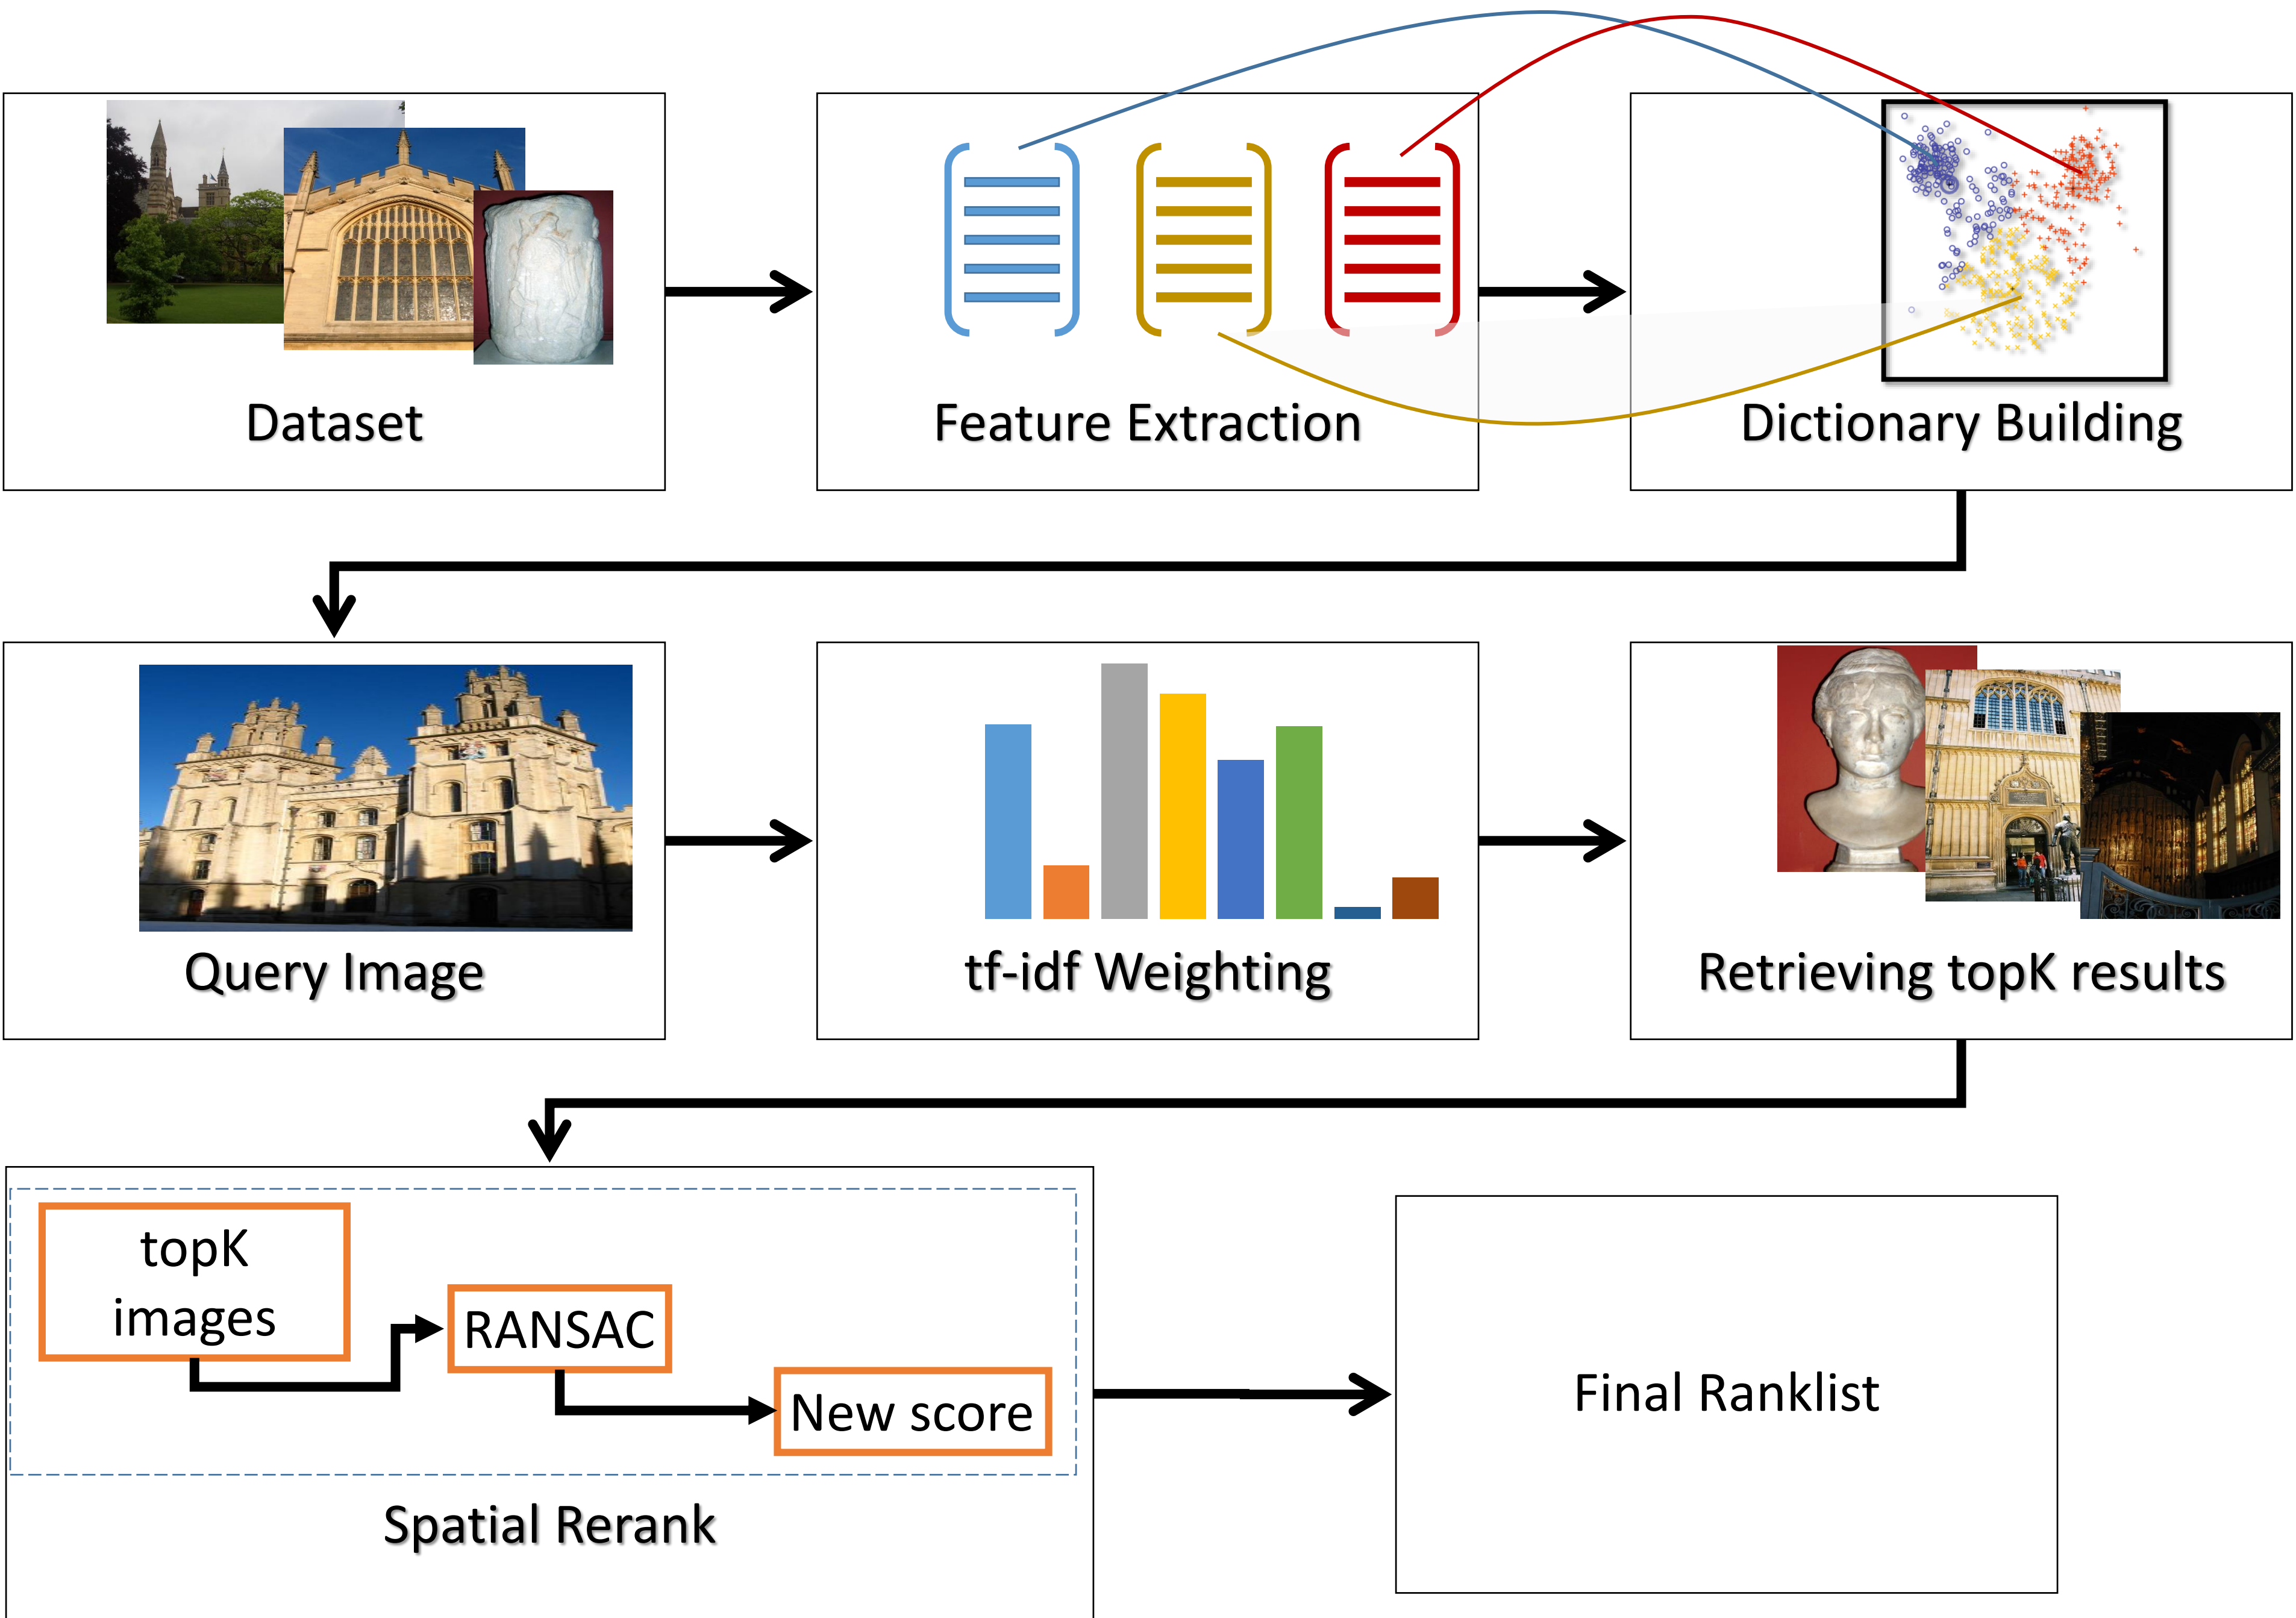 Dataset
Feature Extraction
Dictionary Building
Query Image
tf-idf Weighting
Retrieving topK results
topK
images
RANSAC
New score
Spatial Rerank
Final Ranklist